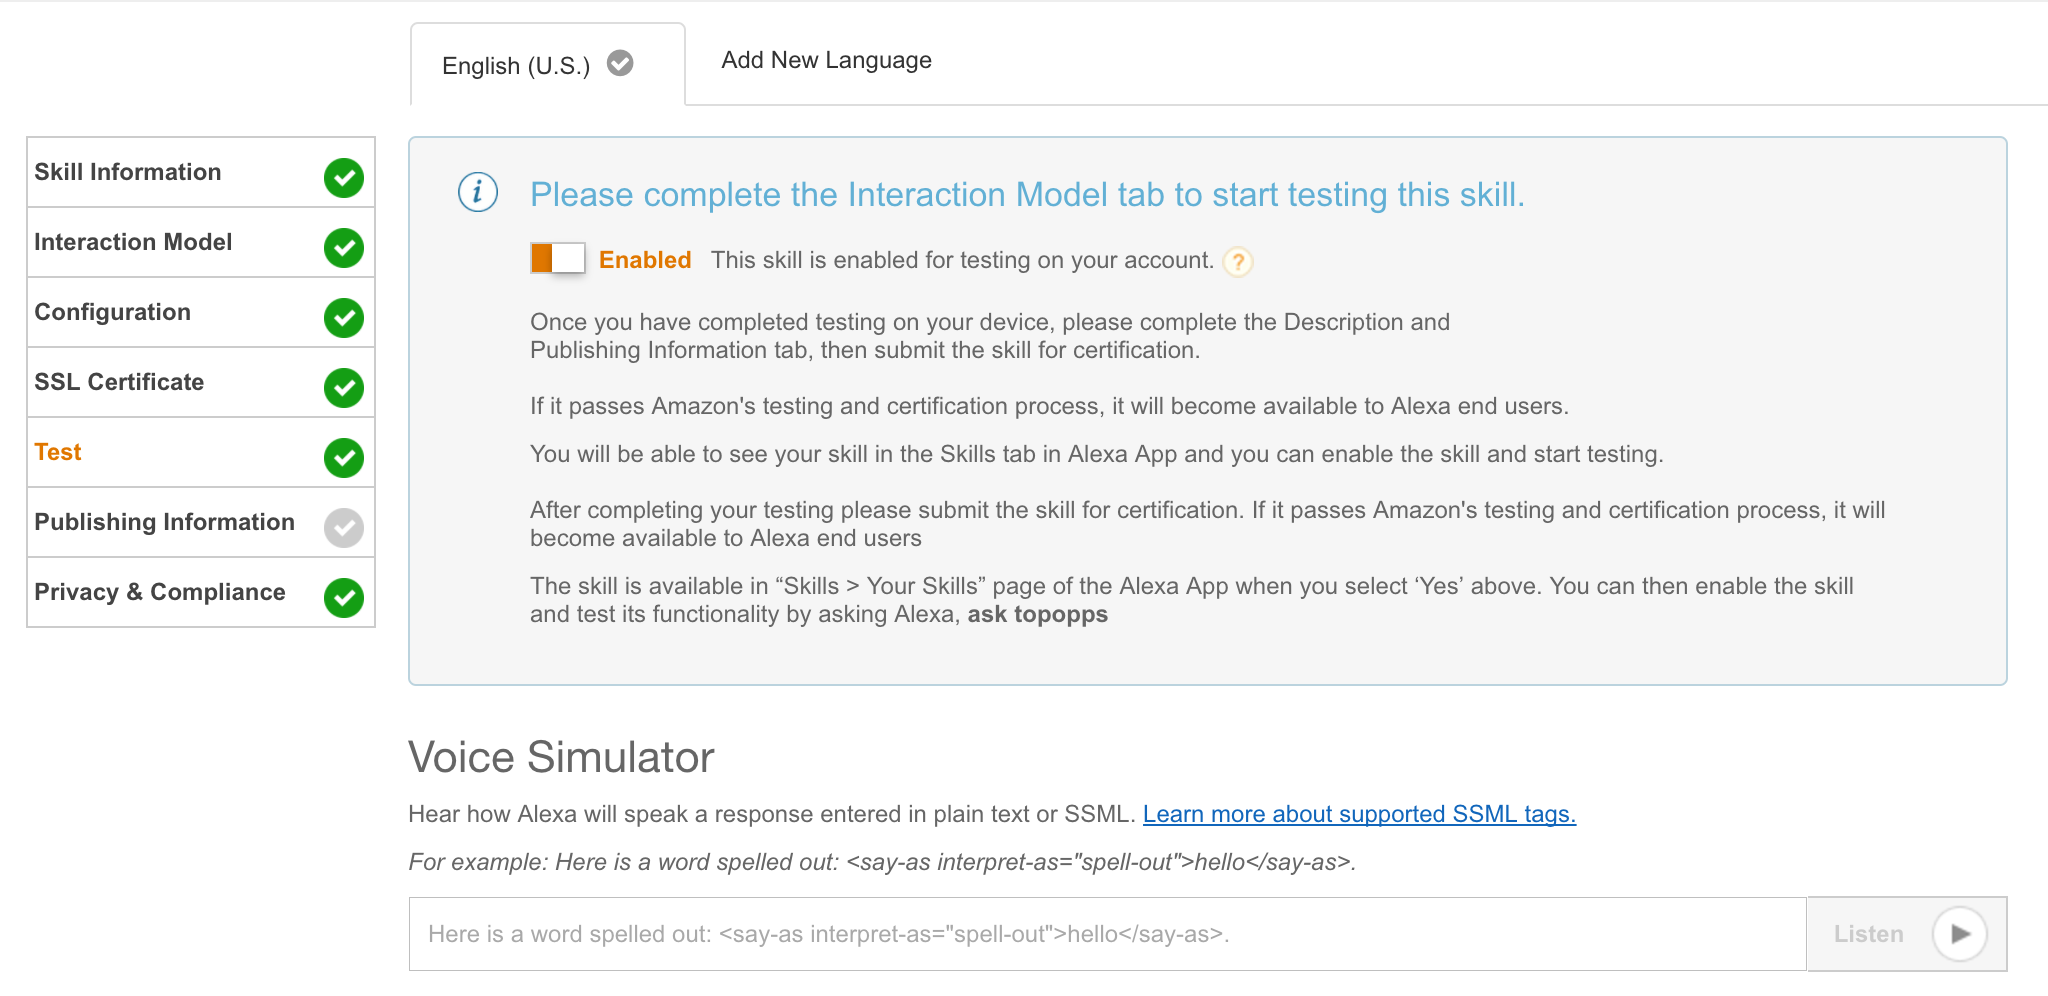 English (U.S.)
Add New Language
Skill Information
Interaction Model
Configuration
SSL Certificate
Test
Publishing Information
Privacy & Compliance
i
Please complete the Interaction Model tab to start testing this skill.
Enabled This skill is enabled for testing on your account. ?
Once you have completed testing on your device, please complete the Description and
Publishing Information tab, then submit the skill for certification.
If it passes Amazon's testing and certification process, it will become available to Alexa end users.
You will be able to see your skill in the Skills tab in Alexa App and you can enable the skill and start testing.
After completing your testing please submit the skill for certification. If it passes Amazon's testing and certification process, it will
become available to Alexa end users
The skill is available in “Skills > Your Skills” page of the Alexa App when you select ‘Yes’ above. You can then enable the skill
and test its functionality by asking Alexa, ask topopps
Voice Simulator
Hear how Alexa will speak a response entered in plain text or SSML. Learn more about supported SSML tags.
For example: Here is a word spelled out: <say-as interpret-as="spell-out">hello</say-as>.
Here is a word spelled out: <say-as interpret-as="spell-out">hello</say-as>.
Listen